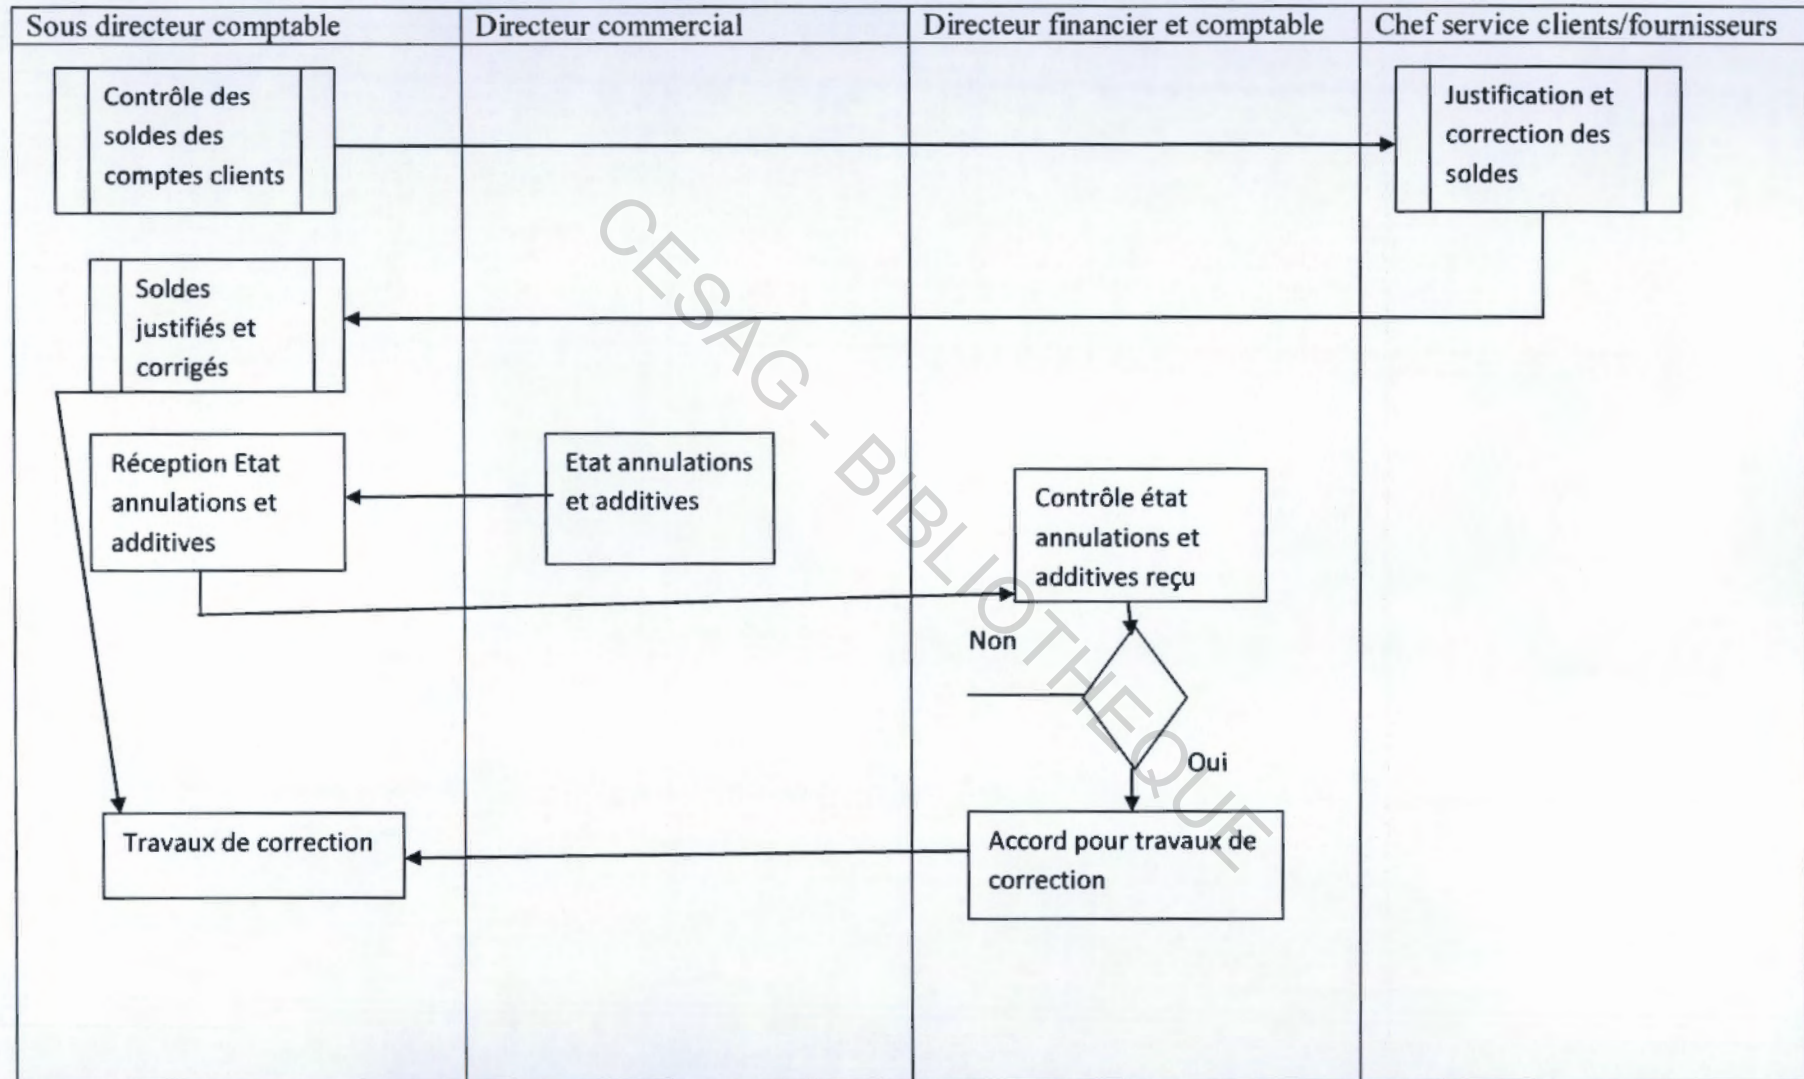 Sous directeur comptable
Directeur commercial
Directeur financier et comptable
Chef service clients/fournisseurs
Contrôle des
soldes des
comptes clients
Justification et
correction des
soldes
Soldes
justifiés et
corrigés
Réception Etat
annulations et
additives
Etat annulations
et additives
Contrôle état
annulations et
additives reçu
Non
Oui
Travaux de correction
Accord pour travaux de
correction
CESAG - BIBLIOTHEQUE